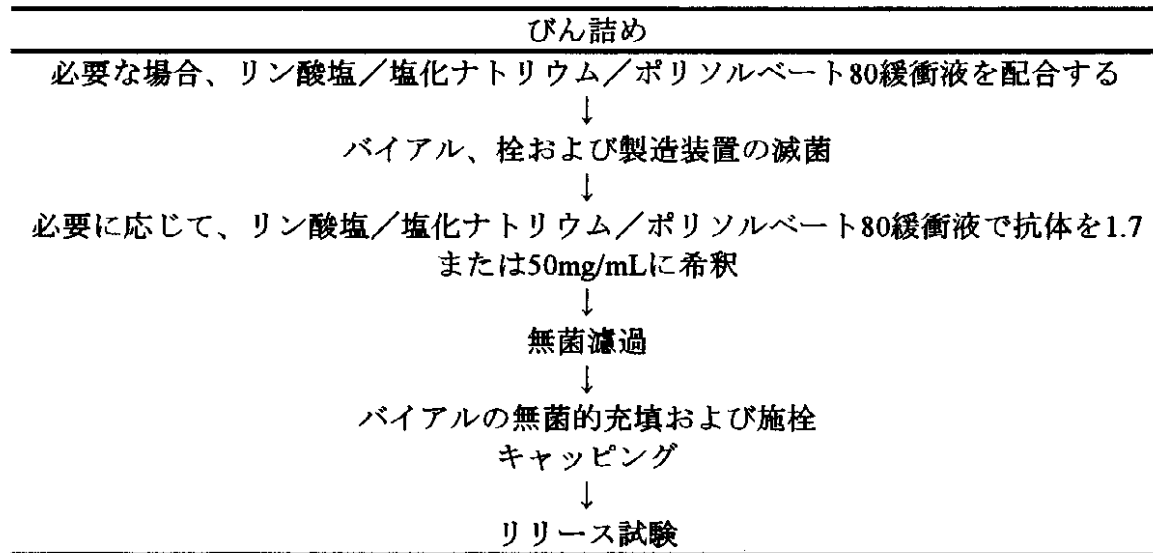 びん詰め
必要な場合、リン酸塩／塩化ナトリウム／ポリソルベート80緩衝液を配合する
↓
バイアル、栓および製造装置の滅菌
↓
必要に応じて、リン酸塩／塩化ナトリウム／ポリソルベート80緩衝液で抗体を1.7
または50mg/mLに希釈
↓
無菌濾過
↓
バイアルの無菌的充填および施栓
キャッピング
↓
リリース試験